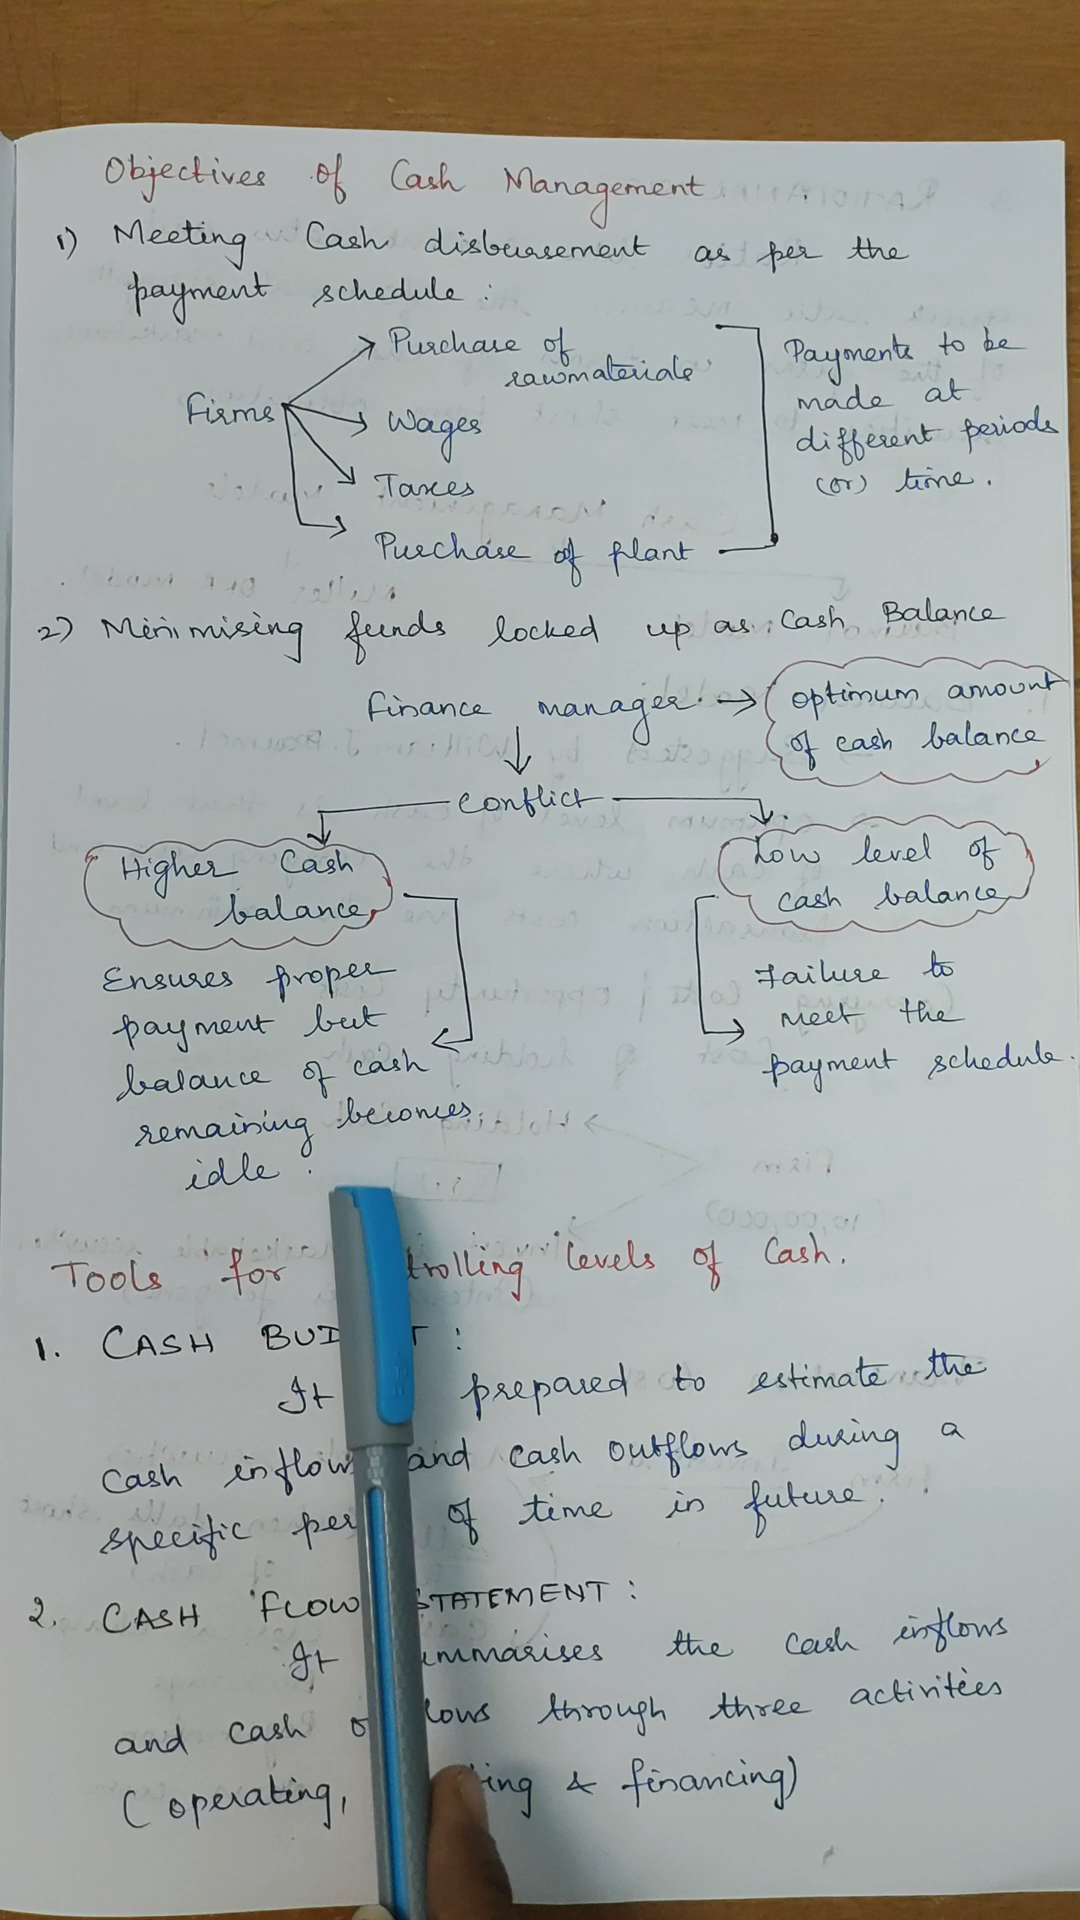 Objectives of Cash Management
1) Meeting Cash disbursement as per the
payment schedule :
Firms
Purchase of
rawmaterials
Wages
Taxes
Purchase of plant
Payments to be
made at
different periods
(or) time.
2) Minimising funds locked up as Cash Balance
Finance manager
optimum amount
of cash balance
Conflict
Higher Cash
balance
Ensures proper
payment but
balance of cash
remaining becomes
idle.
Low level of
cash balance
Failure to
meet the
payment schedule.
Tools for trolling levels of Cash.
1. CASH BUD T :
It prepared to estimate the
cash inflow and cash outflows during a
specific per of time in future.
2. CASH FLOW STATEMENT :
It ummarises the cash inflows
and cash o lows through three activities
( operating, ting & financing)